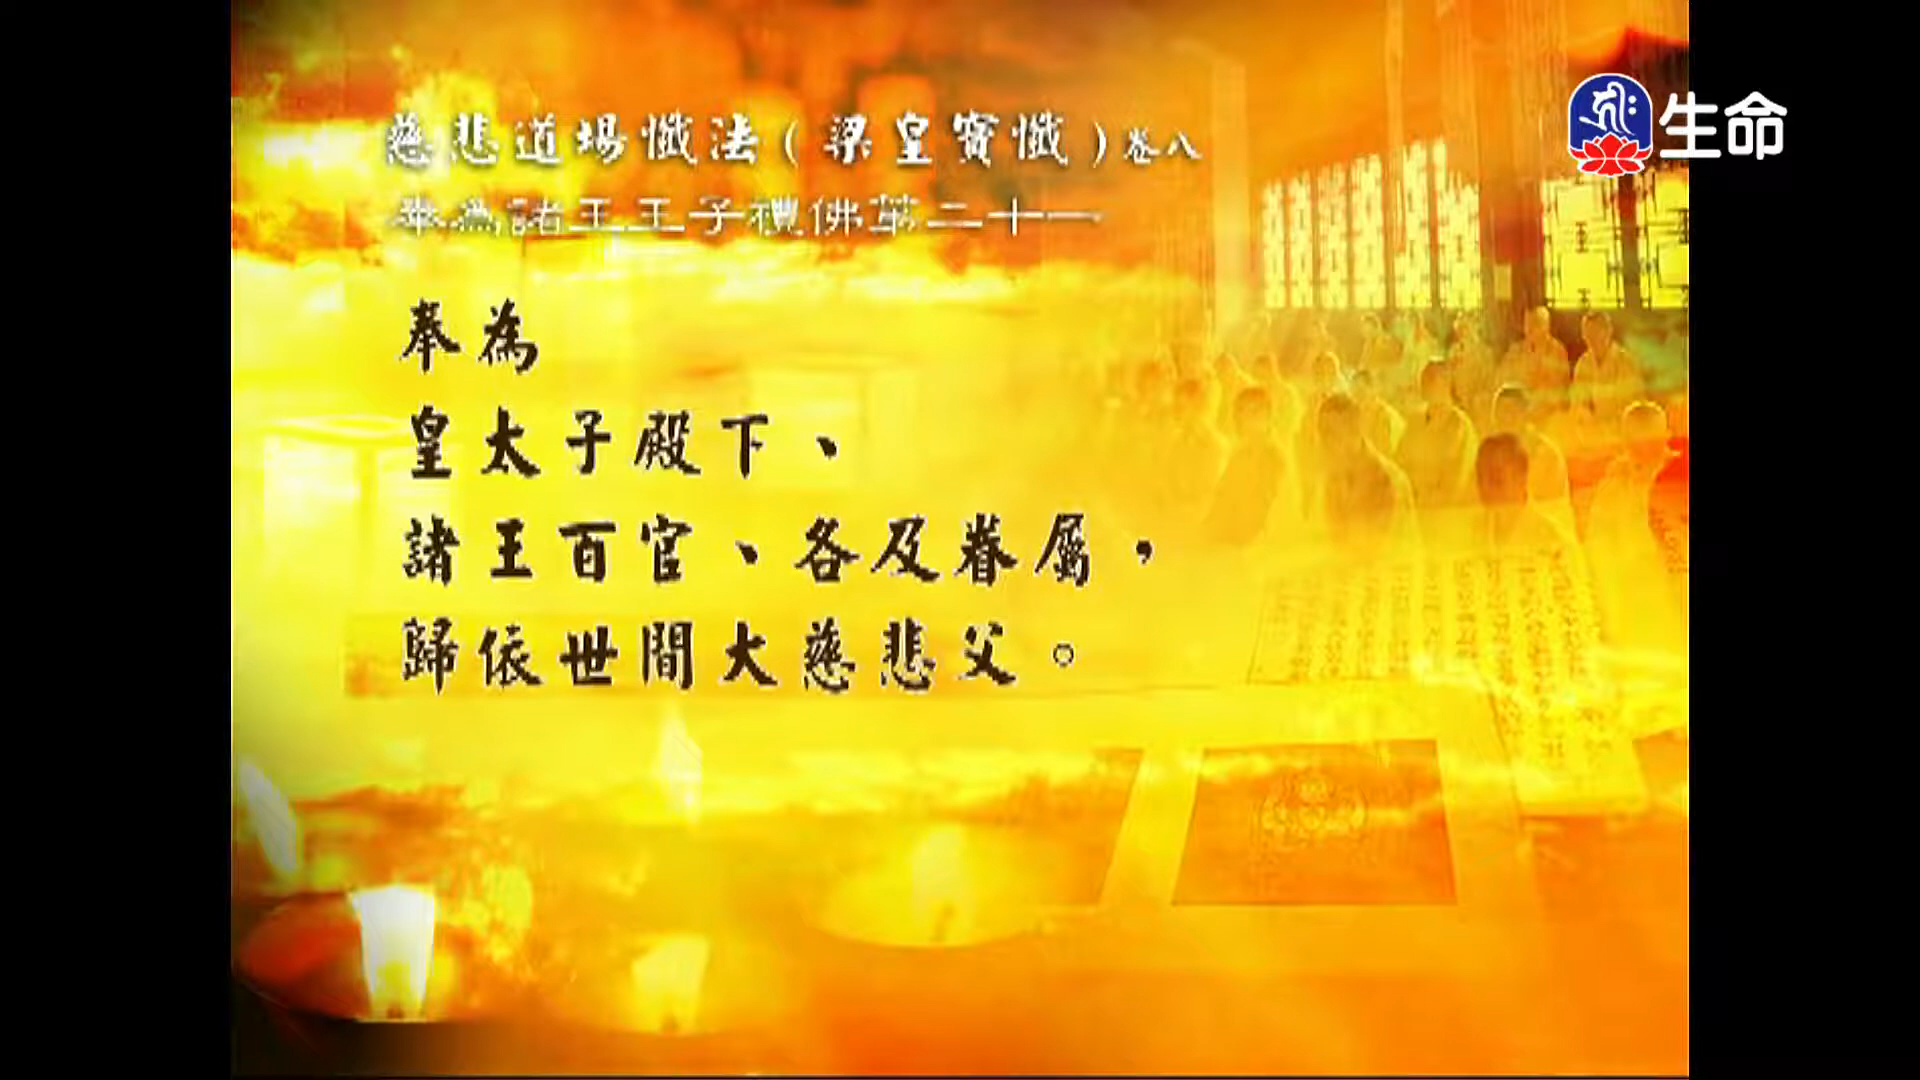 慈悲道場懺法(梁皇寶懺)卷八
奉為諸王王子禮佛第二十一
生命
奉為
皇太子殿下、
諸王百官、各及眷屬，
歸依世間大慈悲父。